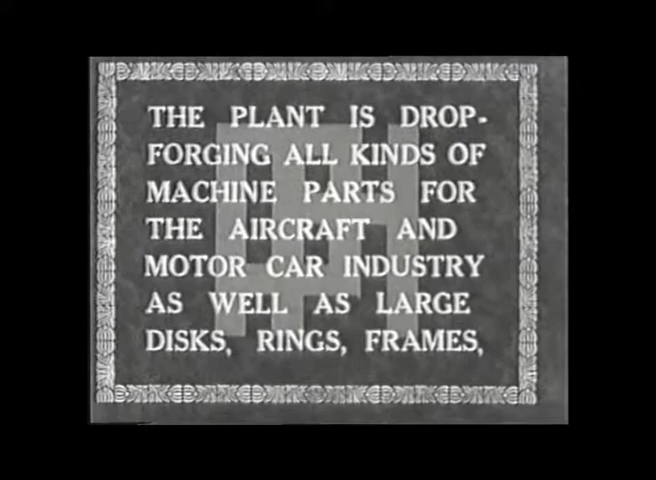 THE PLANT IS DROP-
FORGING ALL KINDS OF
MACHINE PARTS FOR
THE AIRCRAFT AND
MOTOR CAR INDUSTRY
AS WELL AS LARGE
DISKS, RINGS, FRAMES,